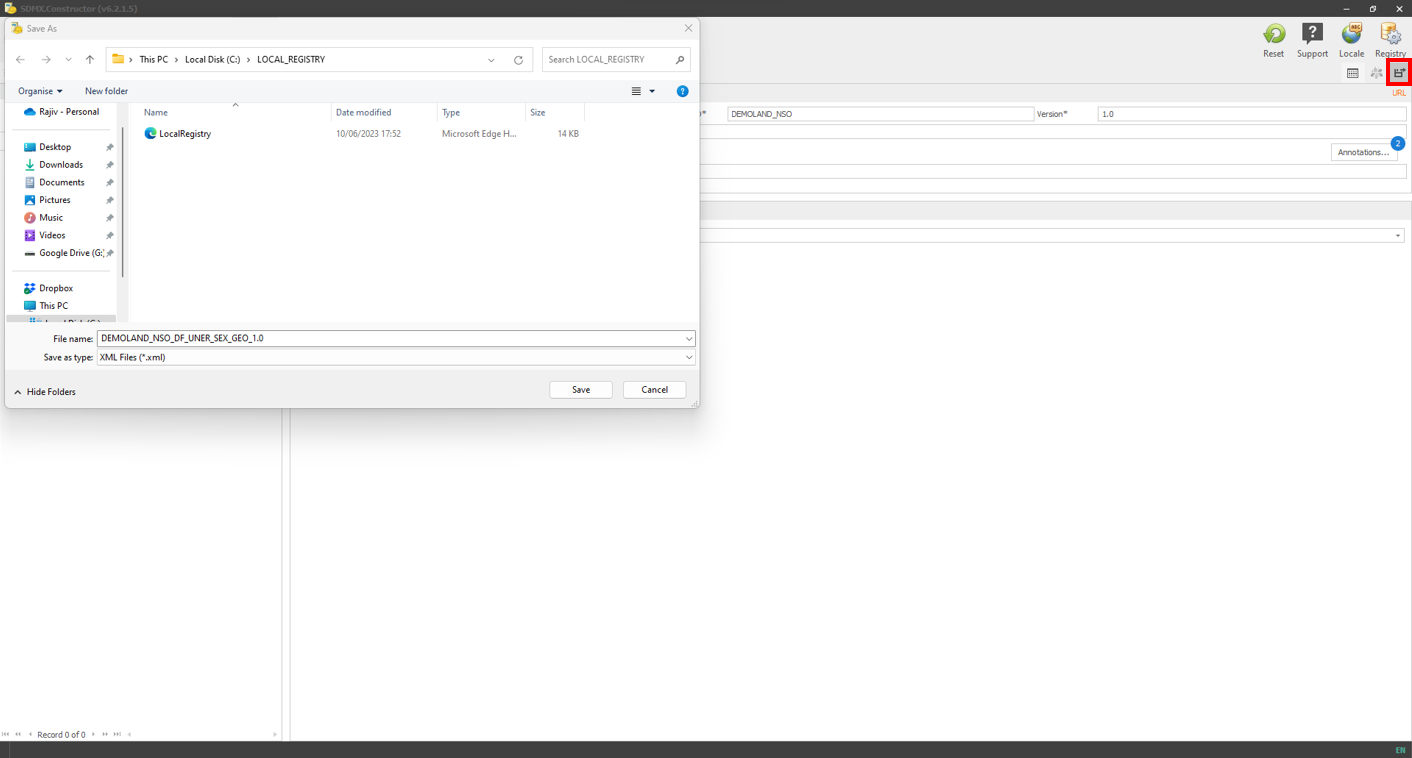 SDMX.Constructor (v6.2.1.5)
Save As
This PC > Local Disk (C:) > LOCAL_REGISTRY
Search LOCAL_REGISTRY
Reset
Support
Locale
Registry
Organise
New folder
URL
Rajiv - Personal
Name
Date modified
Type
Size
DEMOLAND_NSO
Version*
1.0
LocalRegistry
10/06/2023 17:52
Microsoft Edge H...
14 KB
2
Desktop
Annotations...
Downloads
Documents
Pictures
Music
Videos
Google Drive (G:
Dropbox
This PC
File name:
DEMOLAND_NSO_DF_UNER_SEX_GEO_1.0
Save as type:
XML Files (*.xml)
Hide Folders
Save
Cancel
Record 0 of 0
EN